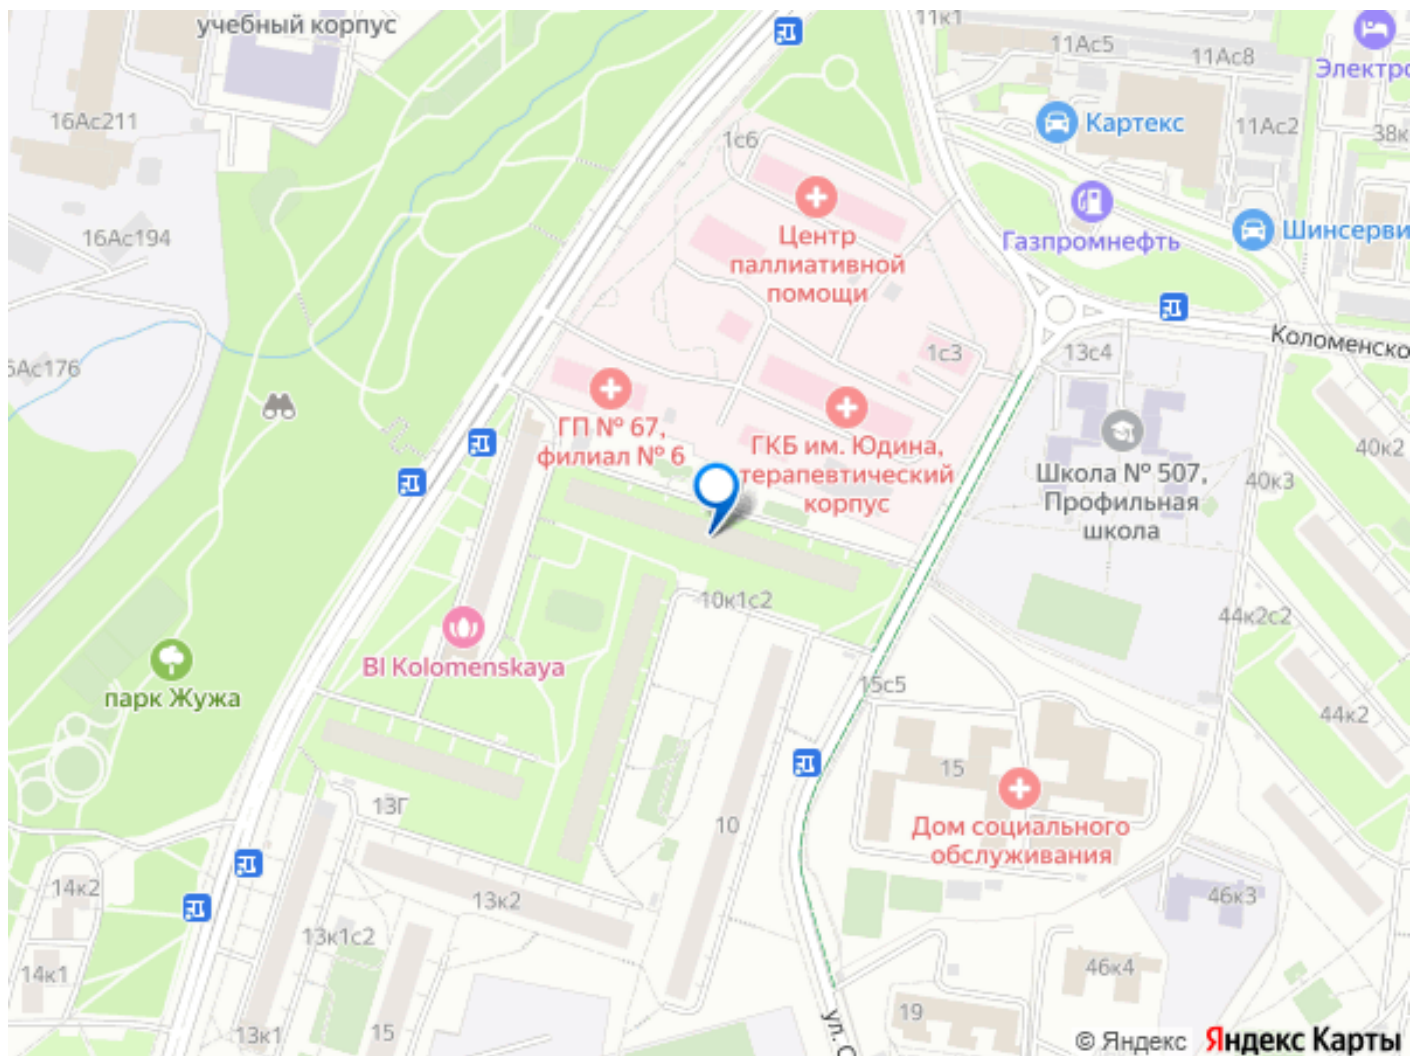 учебный корпус
11к1
11Ас5
11Ас8
Электро
16Ас211
Картекс
11Ас2
38к
1с6
16Ас194
Центр
паллиативной
помощи
Газпромнефть
Шинсерви
Коломенско
1с3
13с4
6Ас176
ГП № 67,
филиал № 6
ГКБ им. Юдина,
терапевтический
корпус
Школа № 507,
Профильная
школа
40к2
40к3
10к1с2
44к2с2
BI Kolomenskaya
парк Жужа
15с5
44к2
15
13Г
10
Дом социального
обслуживания
14к2
13к2
46к3
13к1с2
14к1
46к4
13к1
15
19
ул. С
© Яндекс Яндекс Карты